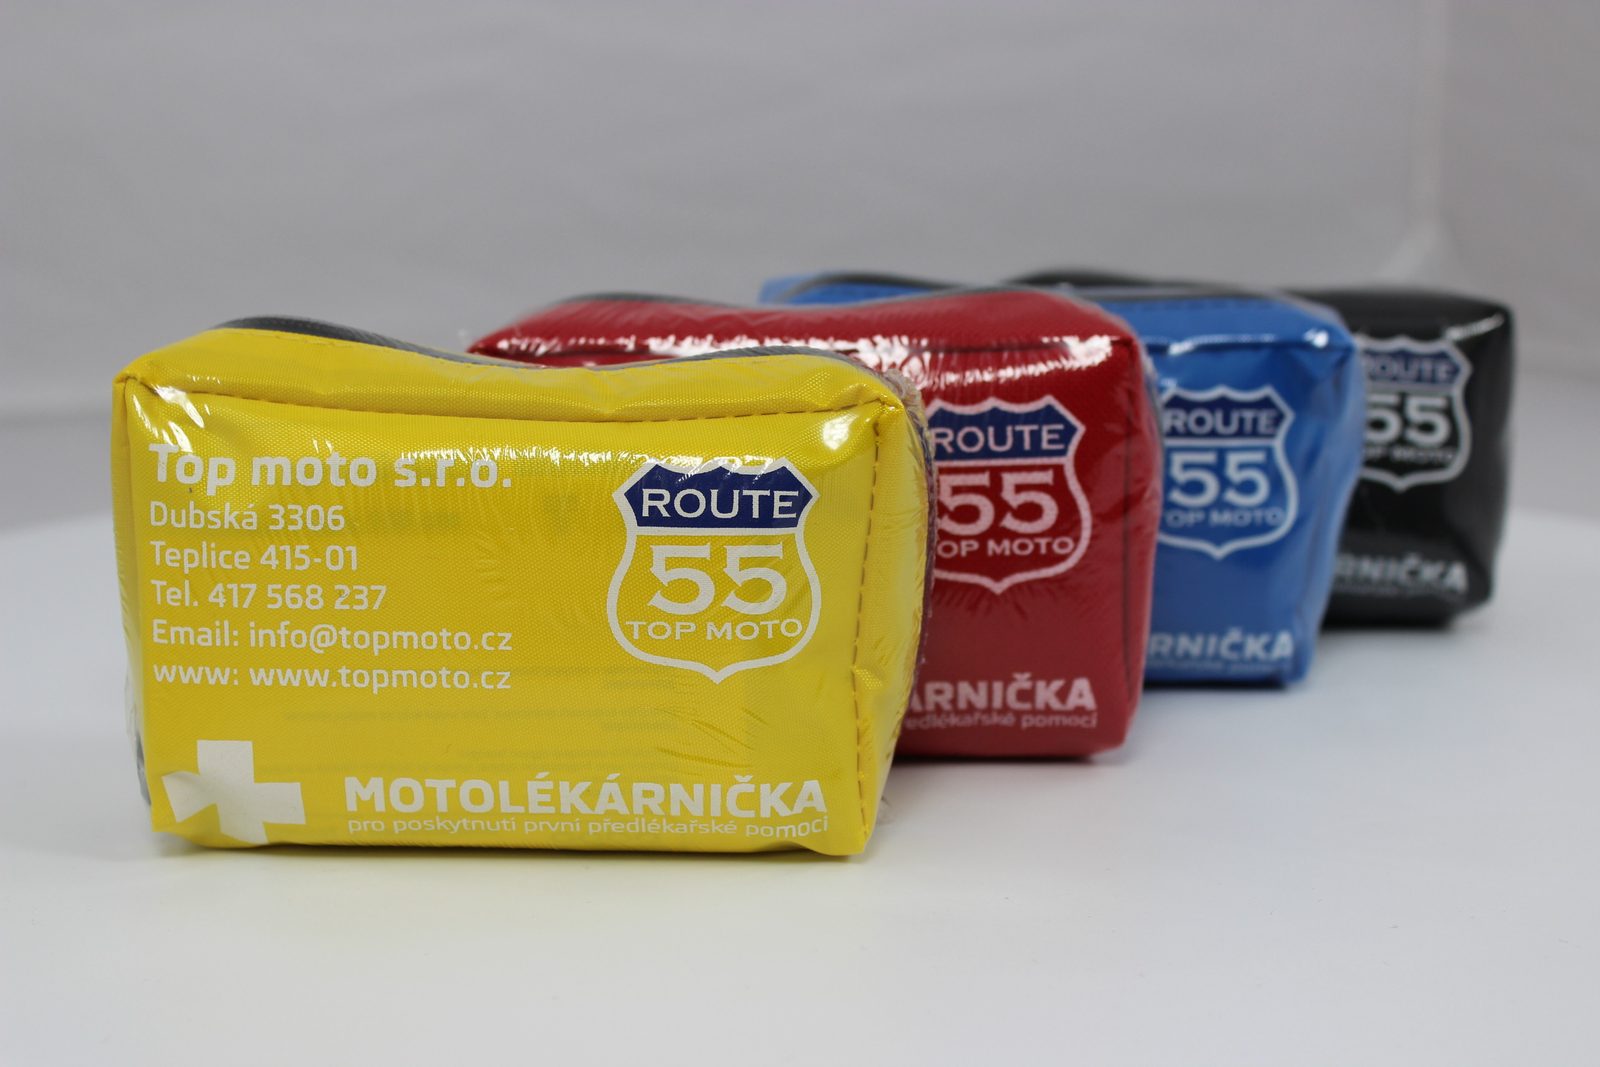 Top moto s.r.o.
Dubská 3306
Teplice 415-01
Tel. 417 568 237
Email: info@topmoto.cz
www: www.topmoto.cz
ROUTE
55
TOP MOTO
MOTOLÉKÁRNIČKA
pro poskytnutí první předlékařské pomoci
ROUTE
55
TOP MOTO
ÁRNIČKA
předlékařské pomocí
ROUTE
55
TOP MOTO
RNIČKA
ROUTE
55
TOP MOTO
RNIČKA